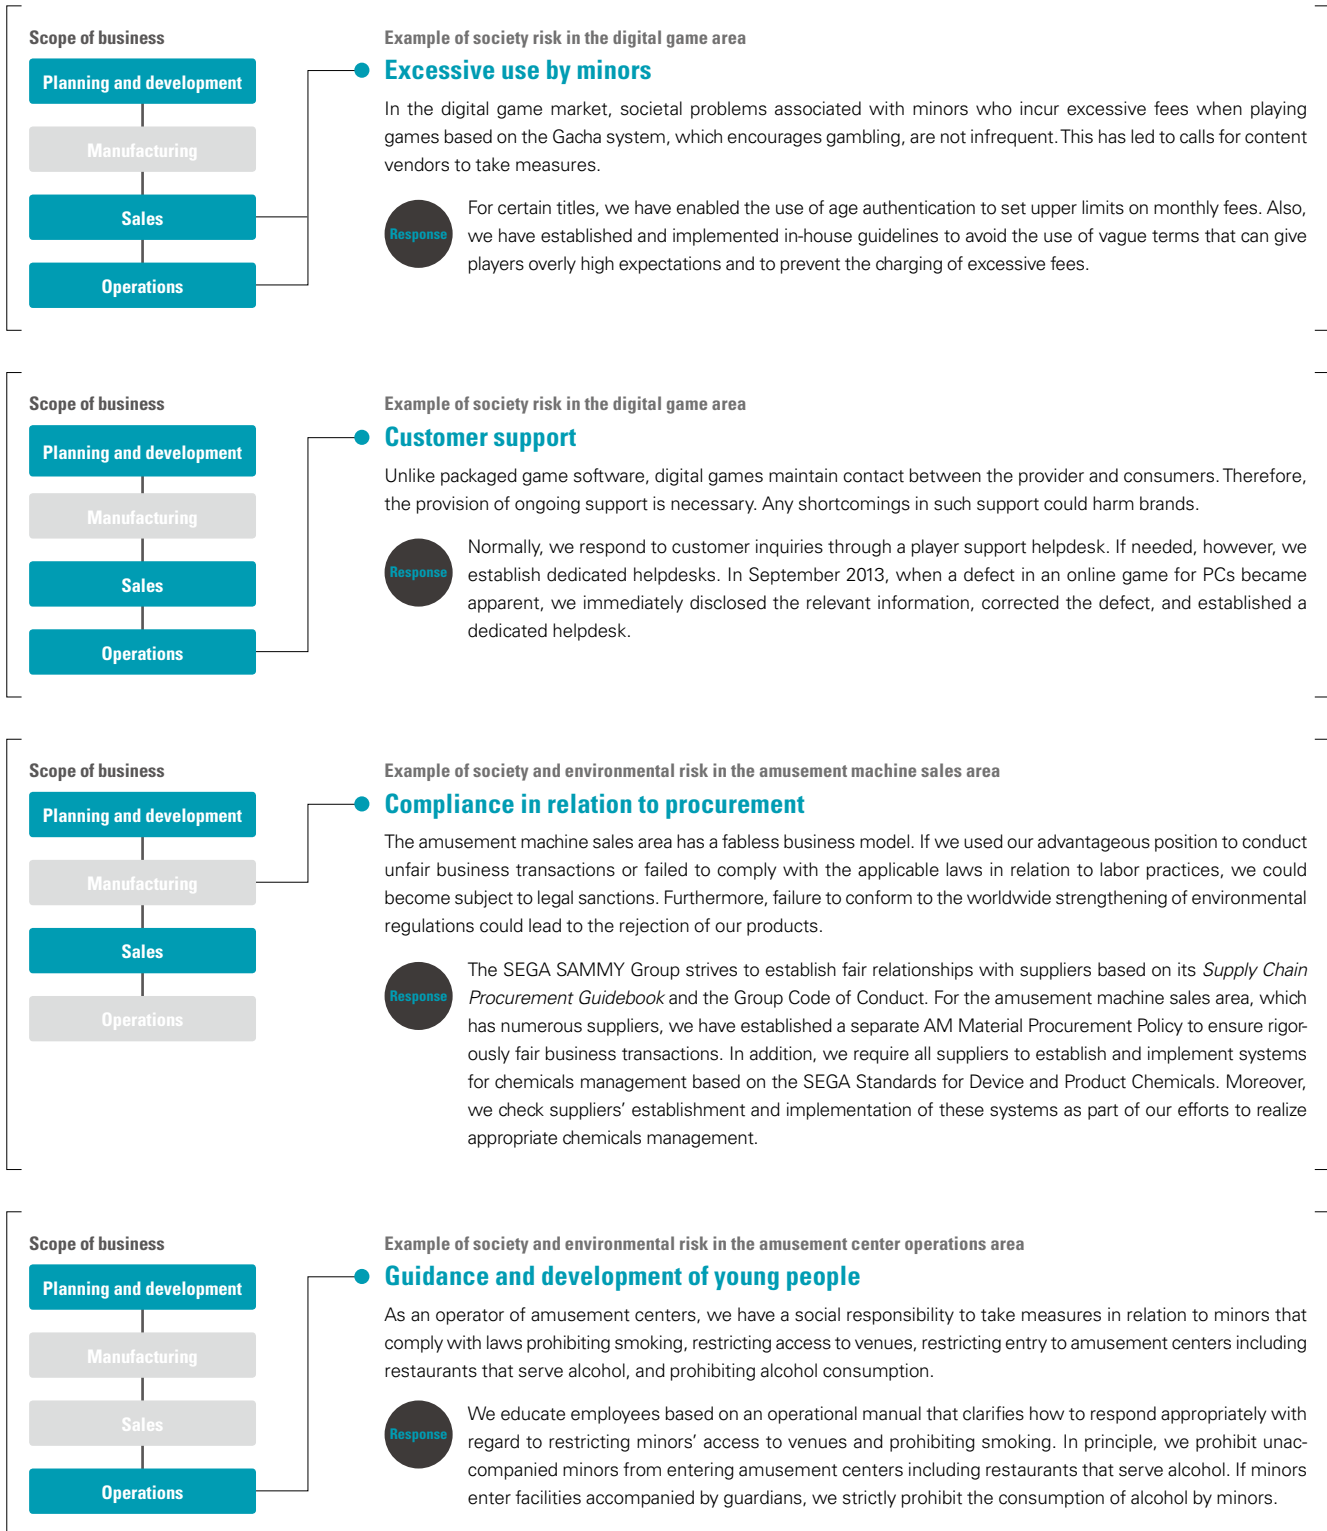 Scope of business
Planning and development
Manufacturing
Sales
Operations
Example of society risk in the digital game area
Excessive use by minors
In the digital game market, societal problems associated with minors who incur excessive fees when playing
games based on the Gacha system, which encourages gambling, are not infrequent. This has led to calls for content
vendors to take measures.
Response
For certain titles, we have enabled the use of age authentication to set upper limits on monthly fees. Also,
we have established and implemented in-house guidelines to avoid the use of vague terms that can give
players overly high expectations and to prevent the charging of excessive fees.
Scope of business
Planning and development
Manufacturing
Sales
Operations
Example of society risk in the digital game area
Customer support
Unlike packaged game software, digital games maintain contact between the provider and consumers. Therefore,
the provision of ongoing support is necessary. Any shortcomings in such support could harm brands.
Response
Normally, we respond to customer inquiries through a player support helpdesk. If needed, however, we
establish dedicated helpdesks. In September 2013, when a defect in an online game for PCs became
apparent, we immediately disclosed the relevant information, corrected the defect, and established a
dedicated helpdesk.
Scope of business
Planning and development
Manufacturing
Sales
Operations
Example of society and environmental risk in the amusement machine sales area
Compliance in relation to procurement
The amusement machine sales area has a fabless business model. If we used our advantageous position to conduct
unfair business transactions or failed to comply with the applicable laws in relation to labor practices, we could
become subject to legal sanctions. Furthermore, failure to conform to the worldwide strengthening of environmental
regulations could lead to the rejection of our products.
Response
The SEGA SAMMY Group strives to establish fair relationships with suppliers based on its Supply Chain
Procurement Guidebook and the Group Code of Conduct. For the amusement machine sales area, which
has numerous suppliers, we have established a separate AM Material Procurement Policy to ensure rigor-
ously fair business transactions. In addition, we require all suppliers to establish and implement systems
for chemicals management based on the SEGA Standards for Device and Product Chemicals. Moreover,
we check suppliers' establishment and implementation of these systems as part of our efforts to realize
appropriate chemicals management.
Scope of business
Planning and development
Manufacturing
Sales
Operations
Example of society and environmental risk in the amusement center operations area
Guidance and development of young people
As an operator of amusement centers, we have a social responsibility to take measures in relation to minors that
comply with laws prohibiting smoking, restricting access to venues, restricting entry to amusement centers including
restaurants that serve alcohol, and prohibiting alcohol consumption.
Response
We educate employees based on an operational manual that clarifies how to respond appropriately with
regard to restricting minors' access to venues and prohibiting smoking. In principle, we prohibit unac-
companied minors from entering amusement centers including restaurants that serve alcohol. If minors
enter facilities accompanied by guardians, we strictly prohibit the consumption of alcohol by minors.